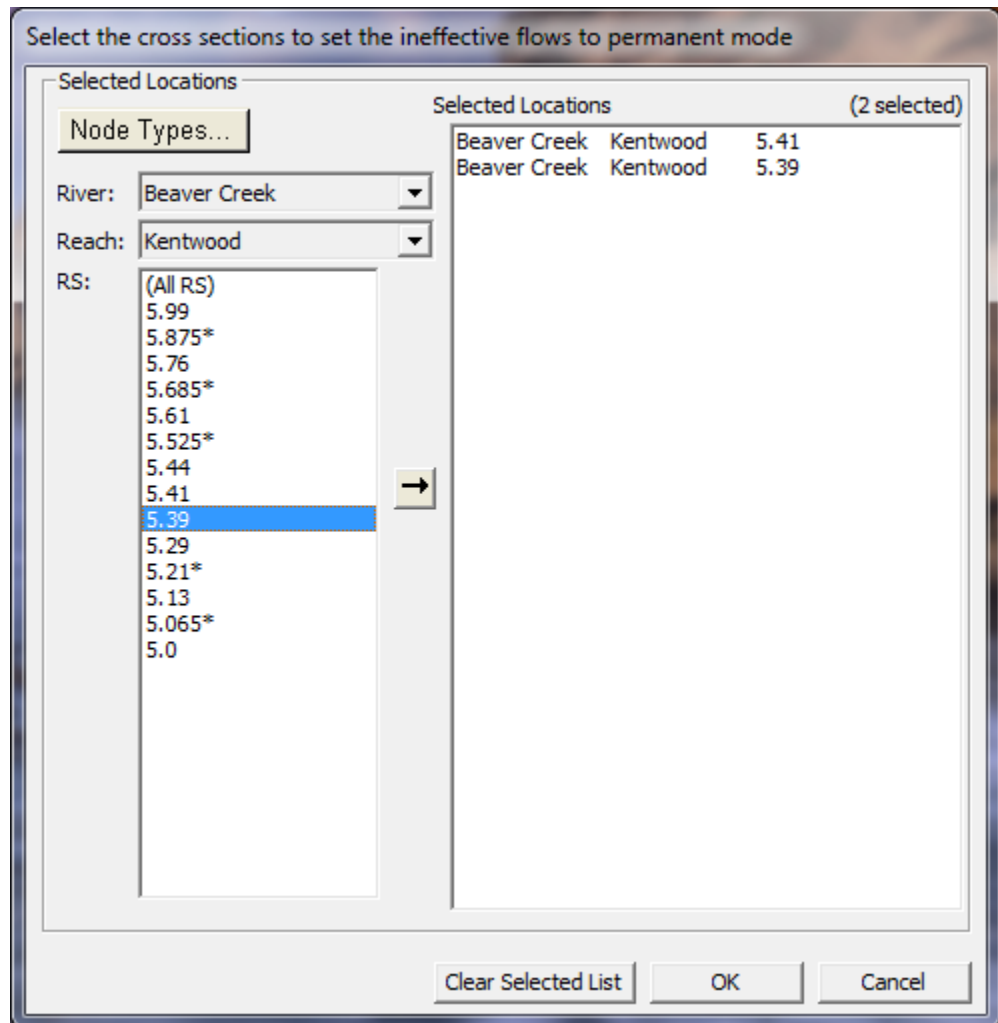 Select the cross sections to set the ineffective flows to permanent mode
Selected Locations
Node Types...
River: Beaver Creek
Reach: Kentwood
RS:
(All RS)
5.99
5.875*
5.76
5.685*
5.61
5.525*
5.44
5.41
5.39
5.29
5.21*
5.13
5.065*
5.0
Selected Locations (2 selected)
Beaver Creek Kentwood 5.41
Beaver Creek Kentwood 5.39
Clear Selected List OK Cancel